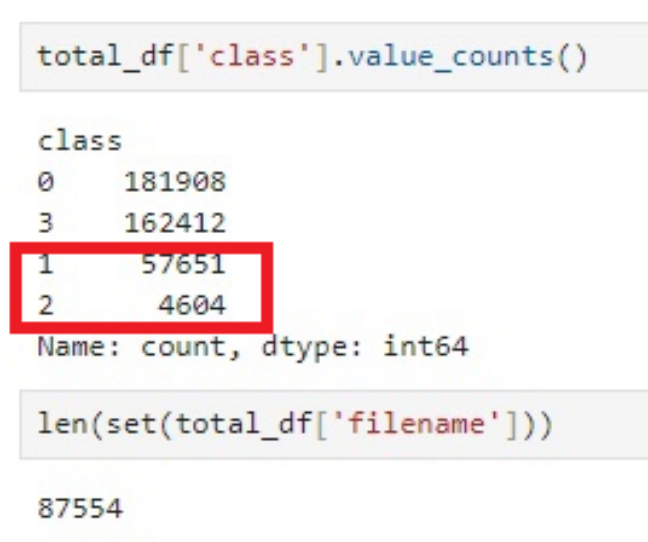 total_df['class'].value_counts()
class
0 181908
3 162412
1 57651
2 4604
Name: count, dtype: int64
len(set(total_df['filename']))
87554